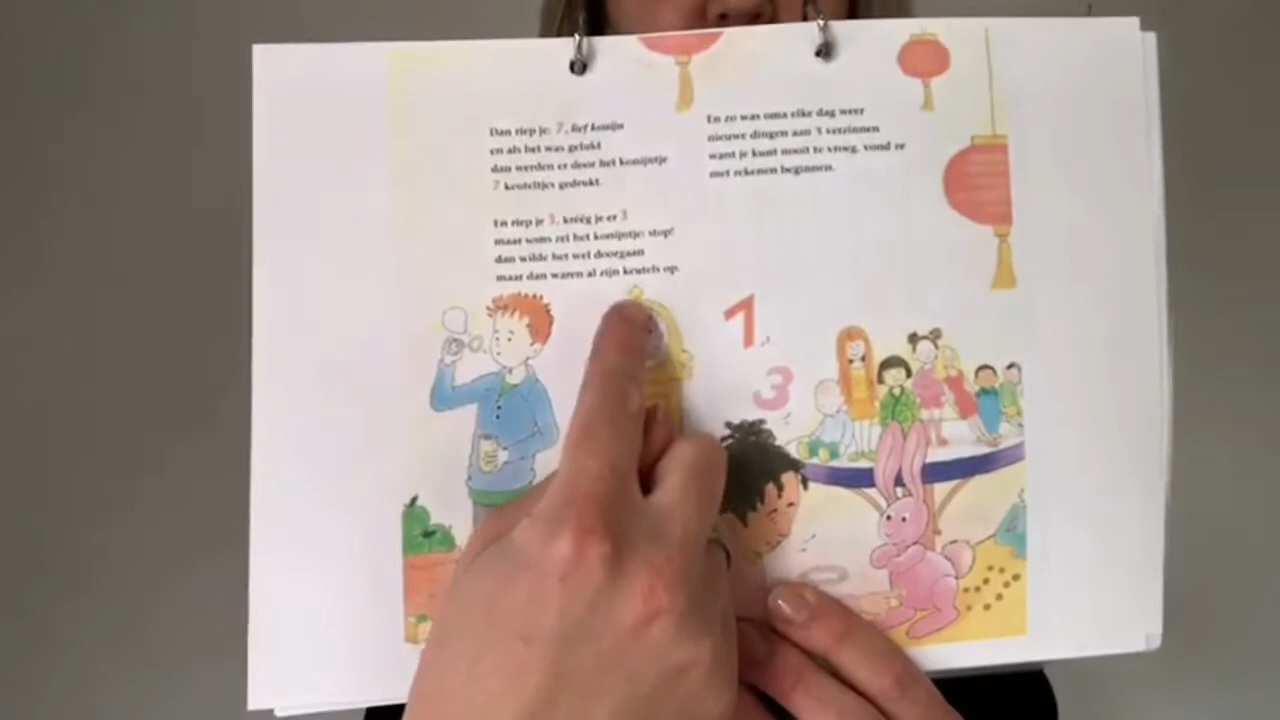 Dan riep je: 7, lief konijn
en als het was gelukt
dan werden er door het konijntje
7 keuteltjes gedrukt.
En riep je 3, kréég je er 3
maar soms zei het konijntje: stop!
dan wilde het wel doorgaan
maar dan waren al zijn keutels op.
En zo was oma elke dag weer
nieuwe dingen aan 't verzinnen
want je kunt nooit te vroeg, vond ze
met rekenen beginnen.
7
3